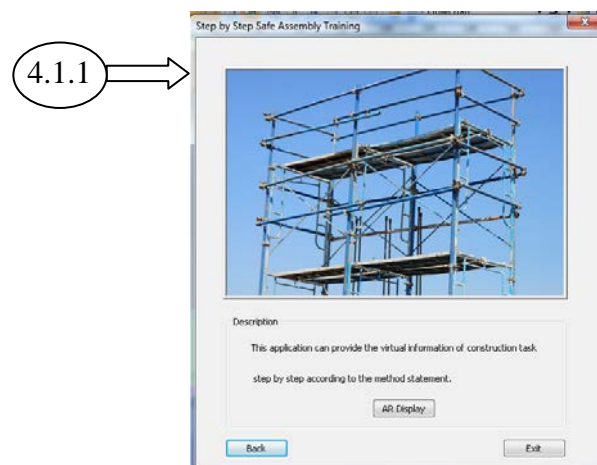 Step by Step Safe Assembly Training
4.1.1
Description
This application can provide the virtual information of construction task
step by step according to the method statement.
AR Display
Back
Exit